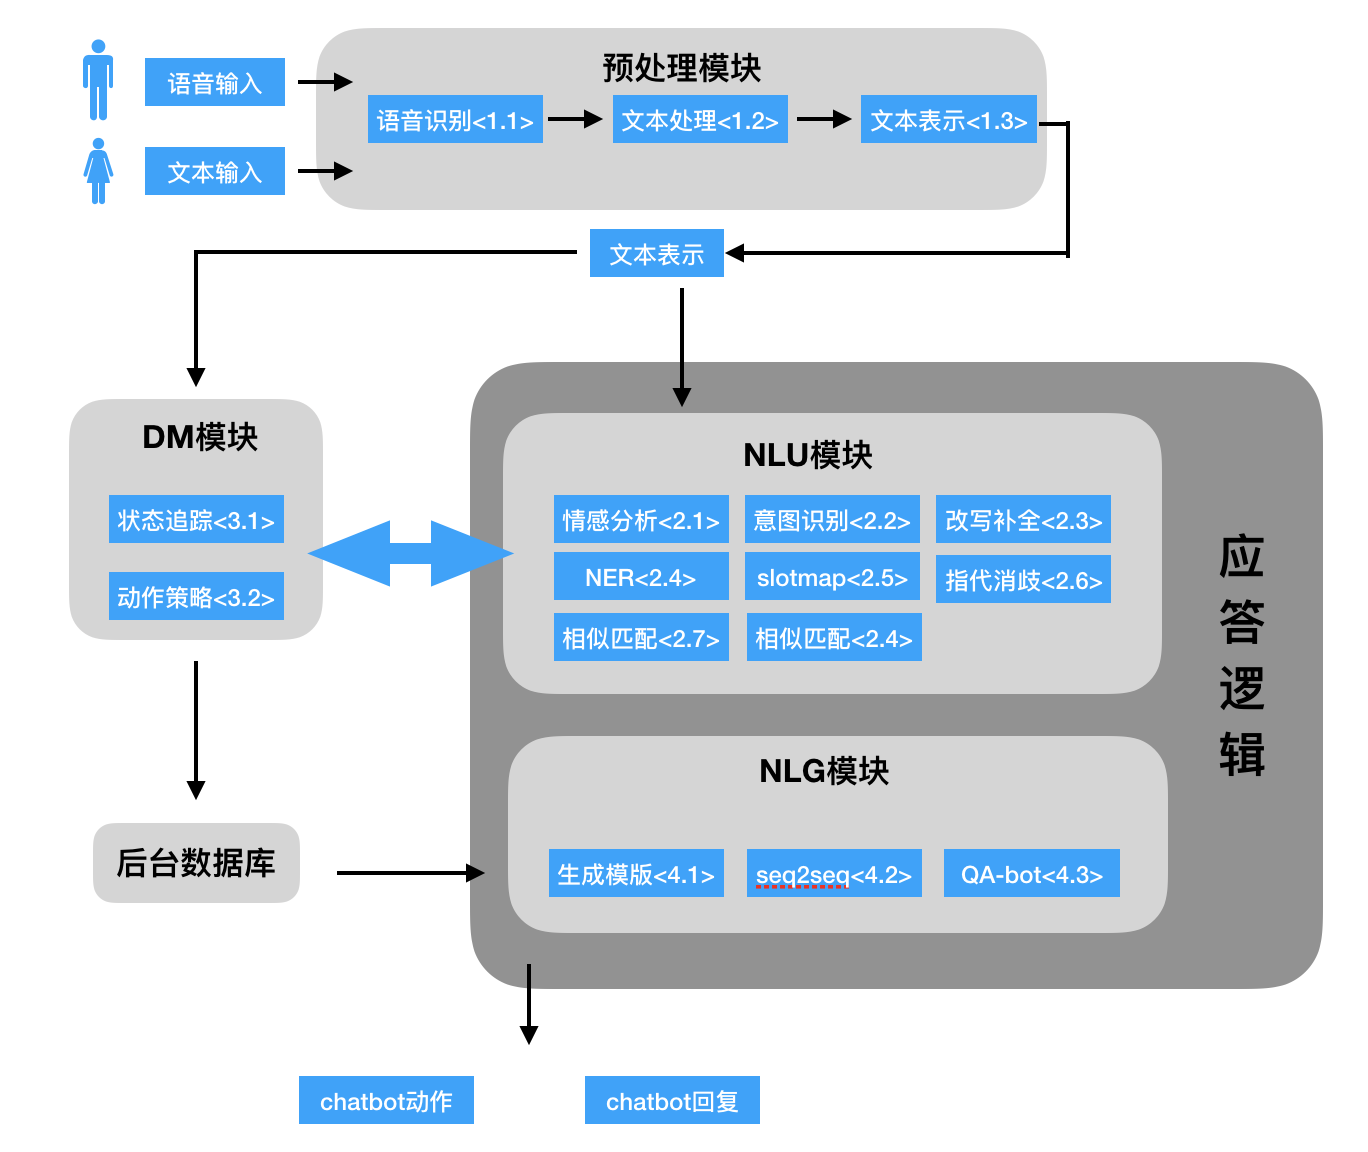 预处理模块
语音输入
语音识别<1.1>
文本处理<1.2>
文本表示<1.3>
文本输入
文本表示
DM模块
状态追踪<3.1>
动作策略<3.2>
NLU模块
情感分析<2.1>
意图识别<2.2>
改写补全<2.3>
NER<2.4>
slotmap<2.5>
指代消歧<2.6>
相似匹配<2.7>
相似匹配<2.4>
应
答
逻
辑
NLG模块
生成模版<4.1>
seq2seq<4.2>
QA-bot<4.3>
后台数据库
chatbot动作
chatbot回复